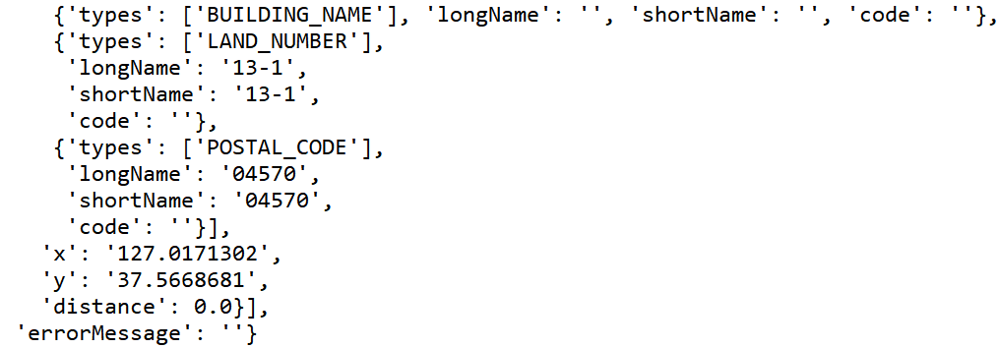 {'types': ['BUILDING_NAME'], 'longName': '', 'shortName': '', 'code': ''},
{'types': ['LAND_NUMBER'],
'longName': '13-1',
'shortName': '13-1',
'code': ''},
{'types': ['POSTAL_CODE'],
'longName': '04570',
'shortName': '04570',
'code': ''}],
'x': '127.0171302',
'y': '37.5668681',
'distance': 0.0}],
'errorMessage': ''}